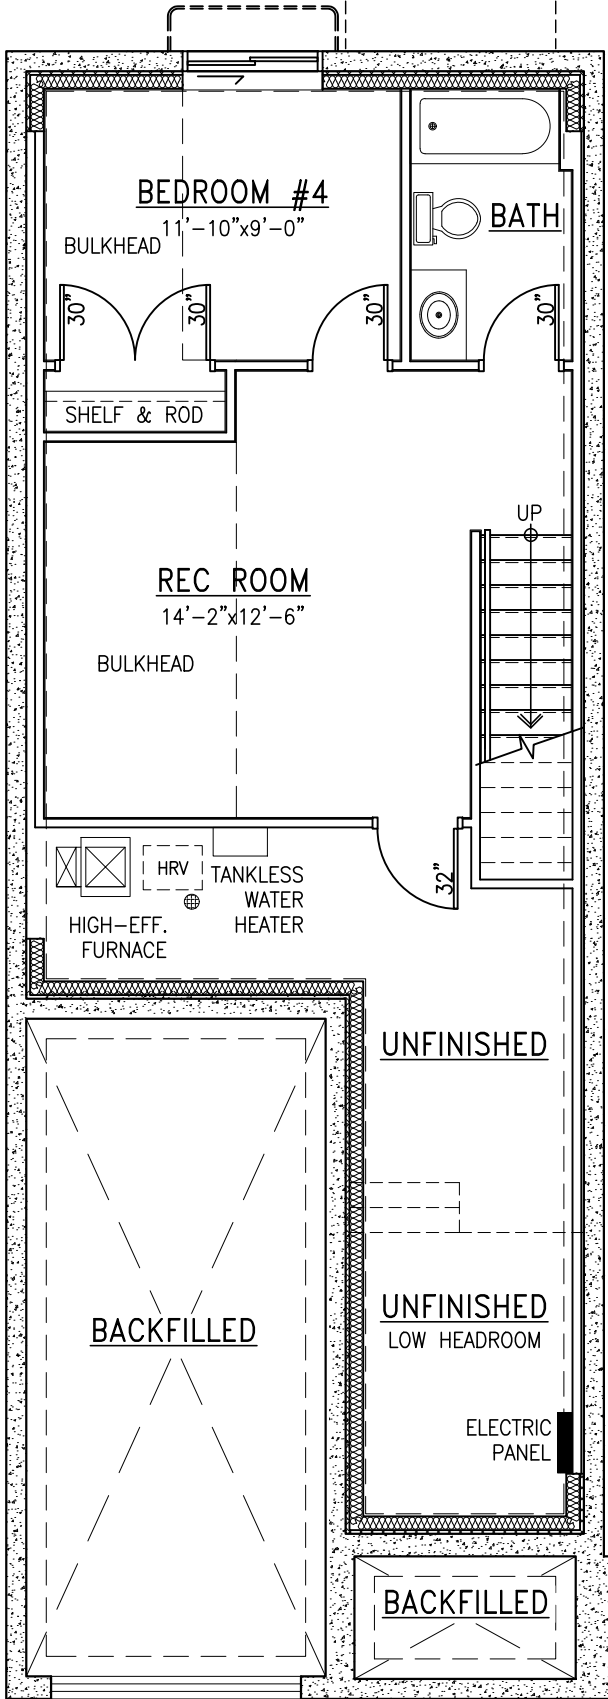 BEDROOM #4
11'-10"x9'-0"
BATH
BULKHEAD
30"
30"
30"
30"
SHELF & ROD
UP
REC ROOM
14'-2"x12'-6"
BULKHEAD
HRV
TANKLESS
WATER
HEATER
32"
HIGH-EFF.
FURNACE
UNFINISHED
UNFINISHED
LOW HEADROOM
BACKFILLED
ELECTRIC
PANEL
BACKFILLED